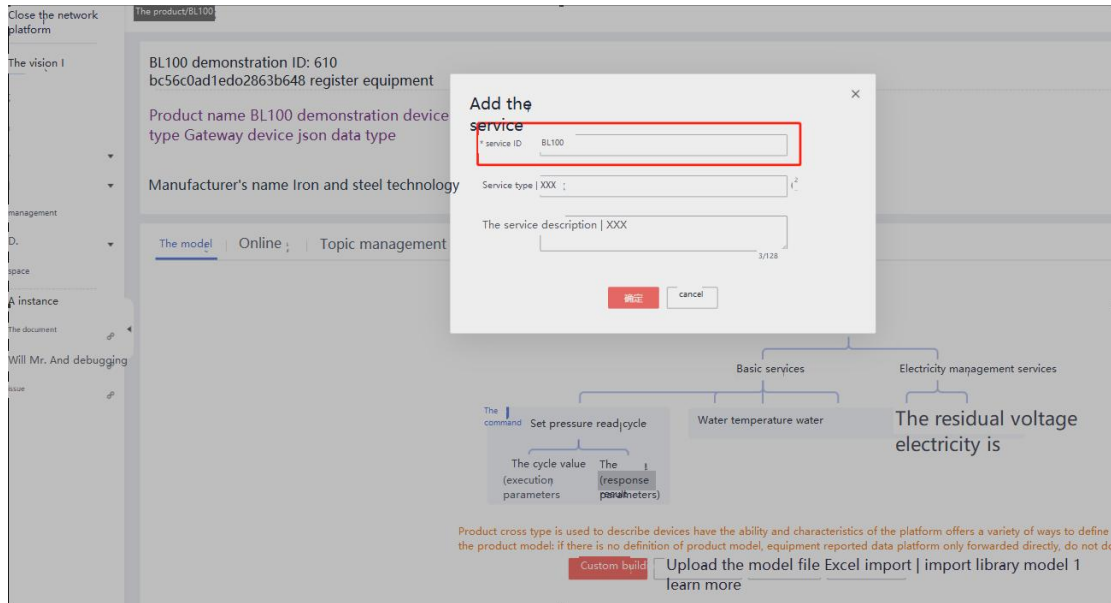 Close the network
platform
The product/BL100
The vision I
BL100 demonstration ID: 610
bc56c0ad1edo2863b648 register equipment
Product name BL100 demonstration device
type Gateway device json data type
Manufacturer's name Iron and steel technology
management
D.
space
A instance
The document
Will Mr. And debugging
issue
The model | Online ; | Topic management
Add the
service
* service ID BL100
Service type | XXX ;
The service description | XXX
3/128
确定 cancel
Basic services
Electricity management services
The
command Set pressure read cycle
Water temperature water
The residual voltage
electricity is
The cycle value
(execution
parameters
The
(response
parameters)
Product cross type is used to describe devices have the ability and characteristics of the platform offers a variety of ways to define
the product model: if there is no definition of product model, equipment reported data platform only forwarded directly, do not do
Custom build Upload the model file Excel import | import library model 1
learn more